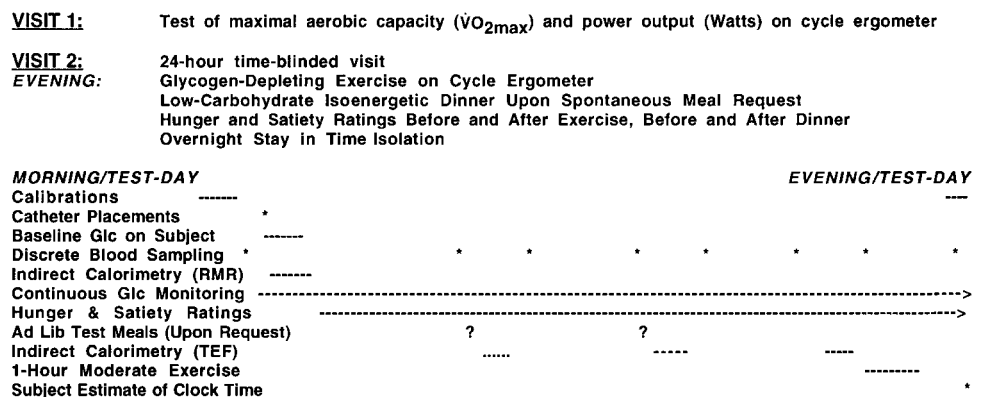 VISIT 1: Test of maximal aerobic capacity (V̇O2max) and power output (Watts) on cycle ergometer
VISIT 2: 24-hour time-blinded visit
EVENING: Glycogen-Depleting Exercise on Cycle Ergometer
Low-Carbohydrate Isoenergetic Dinner Upon Spontaneous Meal Request
Hunger and Satiety Ratings Before and After Exercise, Before and After Dinner
Overnight Stay in Time Isolation
MORNING/TEST-DAY EVENING/TEST-DAY
Calibrations ------- ----
Catheter Placements *
Baseline Glc on Subject -------
Discrete Blood Sampling * * * * * * * *
Indirect Calorimetry (RMR) -------
Continuous Glc Monitoring ------------------------------------------------------------>
Hunger & Satiety Ratings ------------------------------------------------------>
Ad Lib Test Meals (Upon Request) ? ?
Indirect Calorimetry (TEF) ...... ----- -----
1-Hour Moderate Exercise ---------
Subject Estimate of Clock Time *